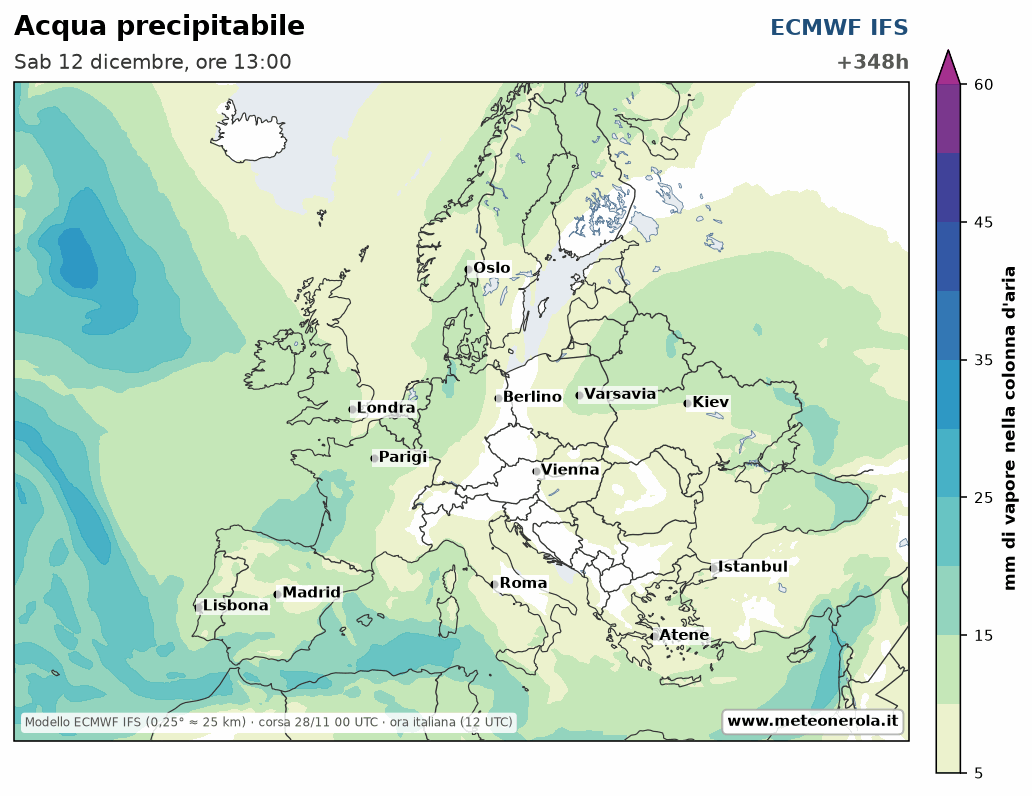 Acqua precipitabile
ECMWF IFS
Sab 12 dicembre, ore 13:00
+348h
60
45
35
25
15
5
mm di vapore nella colonna d'aria
Oslo
Londra
Berlino
Varsavia
Kiev
Parigi
Vienna
Istanbul
Roma
Madrid
Lisbona
Atene
Modello ECMWF IFS (0,25° ≈ 25 km) · corsa 28/11 00 UTC · ora italiana (12 UTC)
www.meteonerola.it